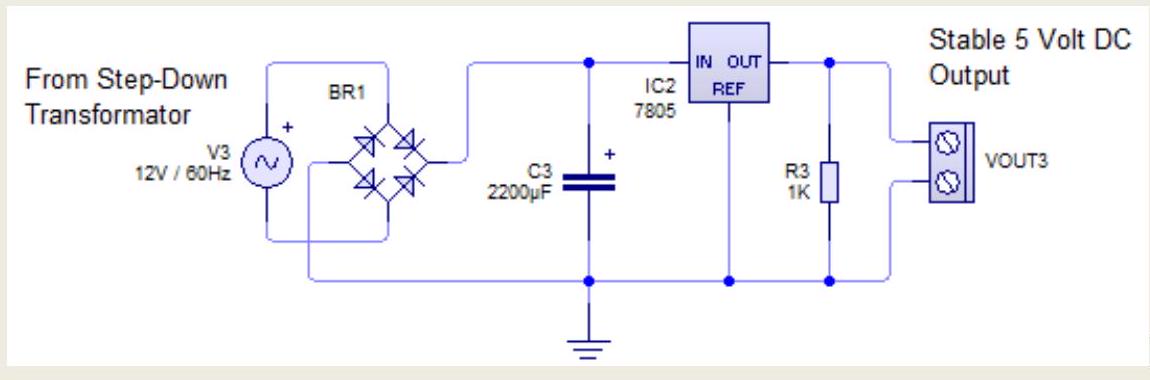 From Step-Down
Transformator
V3
12V / 60Hz
+
BR1
C3
2200µF
+
IN OUT
REF
IC2
7805
R3
1K
Stable 5 Volt DC
Output
VOUT3